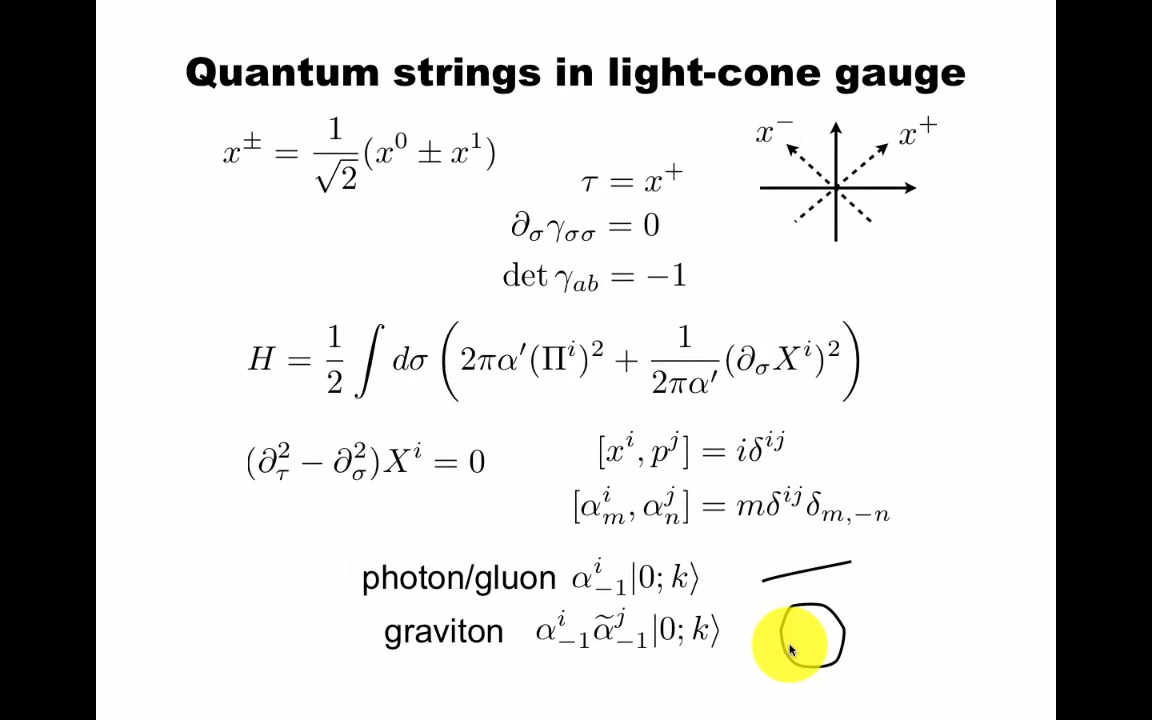 Quantum strings in light-cone gauge
x^± = 1/√2 (x^0 ± x^1)
x^-
x^+
τ = x^+
∂_σ γ_σσ = 0
det γ_ab = −1
H = 1/2 ∫ dσ ( 2πα′(Π^i)^2 + 1/(2πα′) (∂_σ X^i)^2 )
(∂_τ^2 − ∂_σ^2)X^i = 0
[x^i, p^j] = iδ^ij
[α_m^i, α_n^j] = mδ^ij δ_m,−n
photon/gluon α_−1^i |0; k⟩
graviton α_−1^i α̃_−1^j |0; k⟩